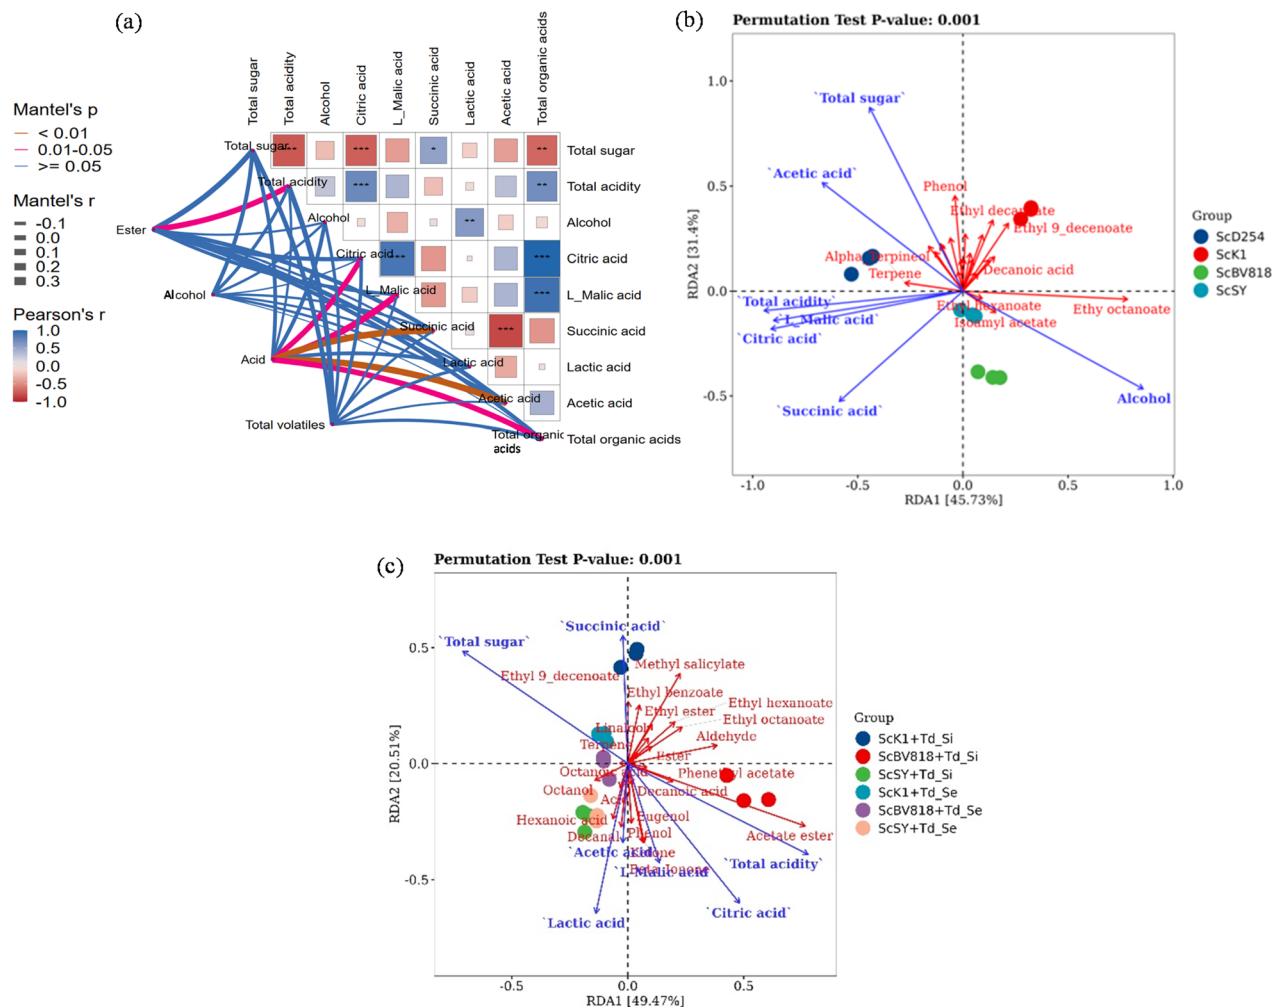 (a)
Total sugar
Total acidity
Alcohol
Citric acid
L_Malic acid
Succinic acid
Lactic acid
Acetic acid
Total organic acids
Mantel's p
< 0.01
0.01-0.05
>= 0.05
Mantel's r
-0.1
0.0
0.1
0.2
0.3
Pearson's r
1.0
0.5
0.0
-0.5
-1.0
Total sugar
Total acidity
Alcohol
Citric acid
L_Malic acid
Succinic acid
Lactic acid
Acetic acid
Total organic
acids
Ester
Alcohol
Acid
Total volatiles
*** *** * **
*** **
**
*** ***
***
***
Total sugar
Total acidity
Alcohol
Citric acid
L_Malic acid
Succinic acid
Lactic acid
Acetic acid
Total organic acids
(b)
Permutation Test P-value: 0.001
RDA2 [31.4%]
1.0
0.5
0.0
-0.5
`Total sugar`
`Acetic acid`
Phenol
Ethyl decanoate
Ethyl 9_decenoate
Alpha_Terpineol
Decanoic acid
Terpene
`Total acidity`
Ethyl hexanoate
Ethy octanoate
`L_Malic acid`
Isoamyl acetate
`Citric acid`
`Succinic acid`
Alcohol
-1.0
-0.5
0.0
0.5
1.0
RDA1 [45.73%]
Group
ScD254
ScK1
ScBV818
ScSY
(c)
Permutation Test P-value: 0.001
RDA2 [20.51%]
0.5
0.0
-0.5
`Succinic acid`
`Total sugar`
Methyl salicylate
Ethyl 9_decenoate
Ethyl benzoate
Ethyl hexanoate
Ethyl ester
Ethyl octanoate
Linalool
Aldehyde
Terpene
Ester
Octanoic acid
Phenethyl acetate
Octanol
Decanoic acid
Acid
Hexanoic acid
Eugenol
Decanal
Phenol
Acetate ester
`Acetic acid`
Ketone
`Total acidity`
Beta_Ionone
`L_Malic acid`
`Citric acid`
`Lactic acid`
-0.5
0.0
0.5
RDA1 [49.47%]
Group
ScK1+Td_Si
ScBV818+Td_Si
ScSY+Td_Si
ScK1+Td_Se
ScBV818+Td_Se
ScSY+Td_Se